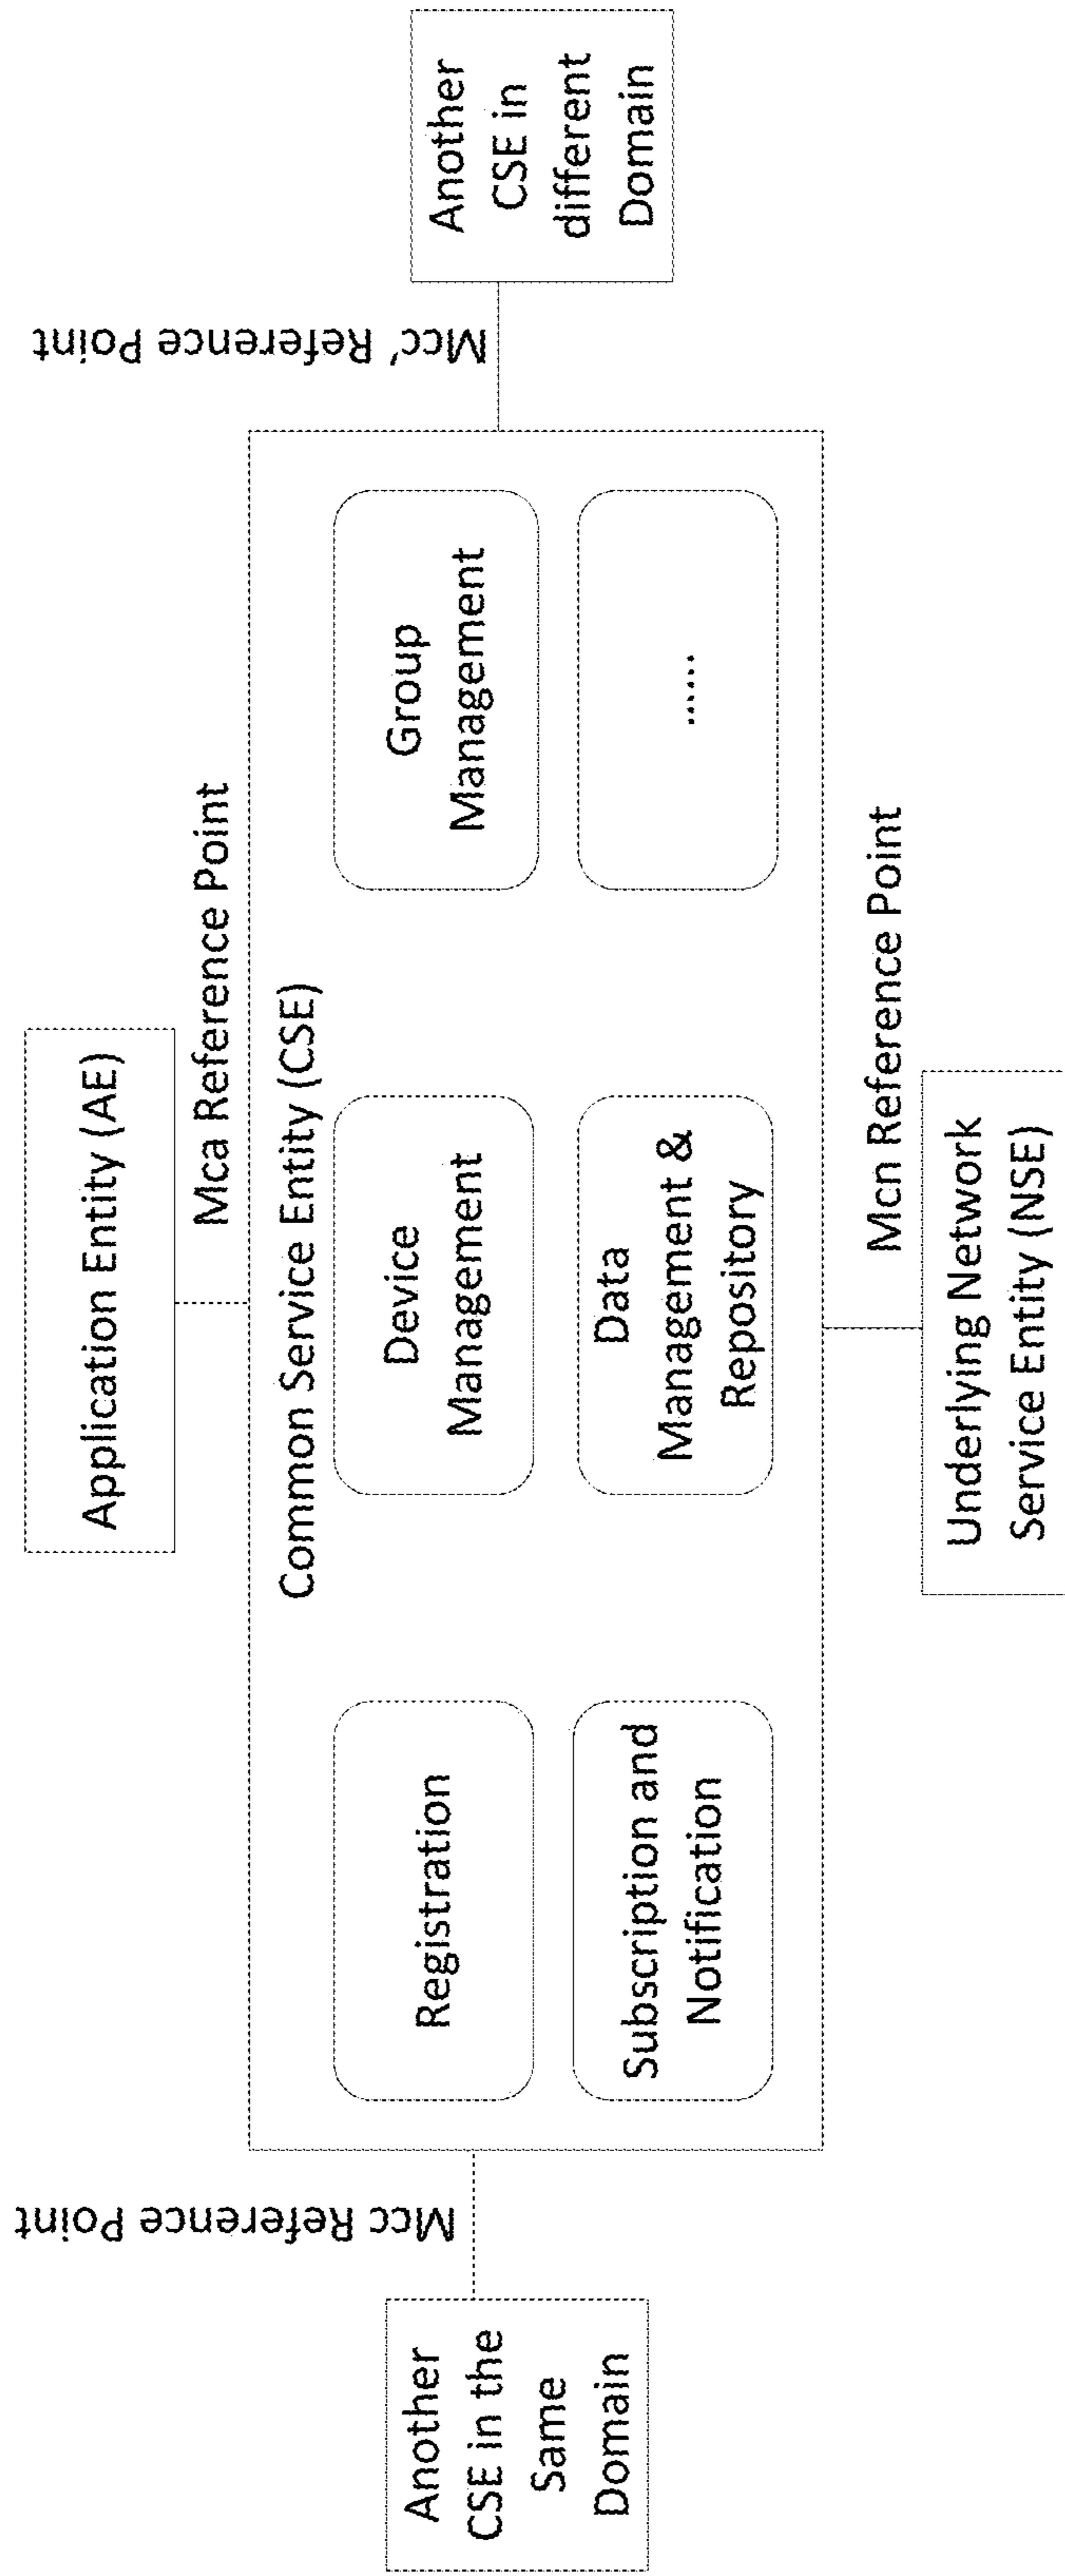 Application Entity (AE)
Mca Reference Point
Common Service Entity (CSE)
Another
CSE in the
Same
Domain
Mcc Reference Point
Registration
Device
Management
Group
Management
Subscription and
Notification
Data
Management &
Repository
......
Mcc' Reference Point
Another
CSE in
different
Domain
Mcn Reference Point
Underlying Network
Service Entity (NSE)